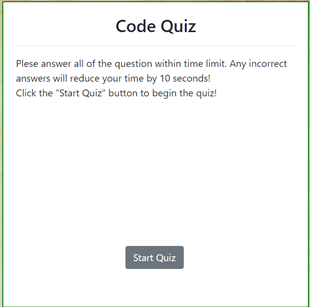 Code Quiz
Plese answer all of the question within time limit. Any incorrect
answers will reduce your time by 10 seconds!
Click the "Start Quiz" button to begin the quiz!
Start Quiz